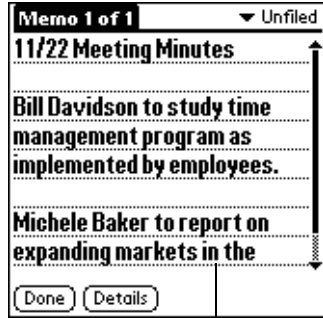 Memo 1 of 1
Unfiled
11/22 Meeting Minutes
Bill Davidson to study time
management program as
implemented by employees.
Michele Baker to report on
expanding markets in the
Done
Details